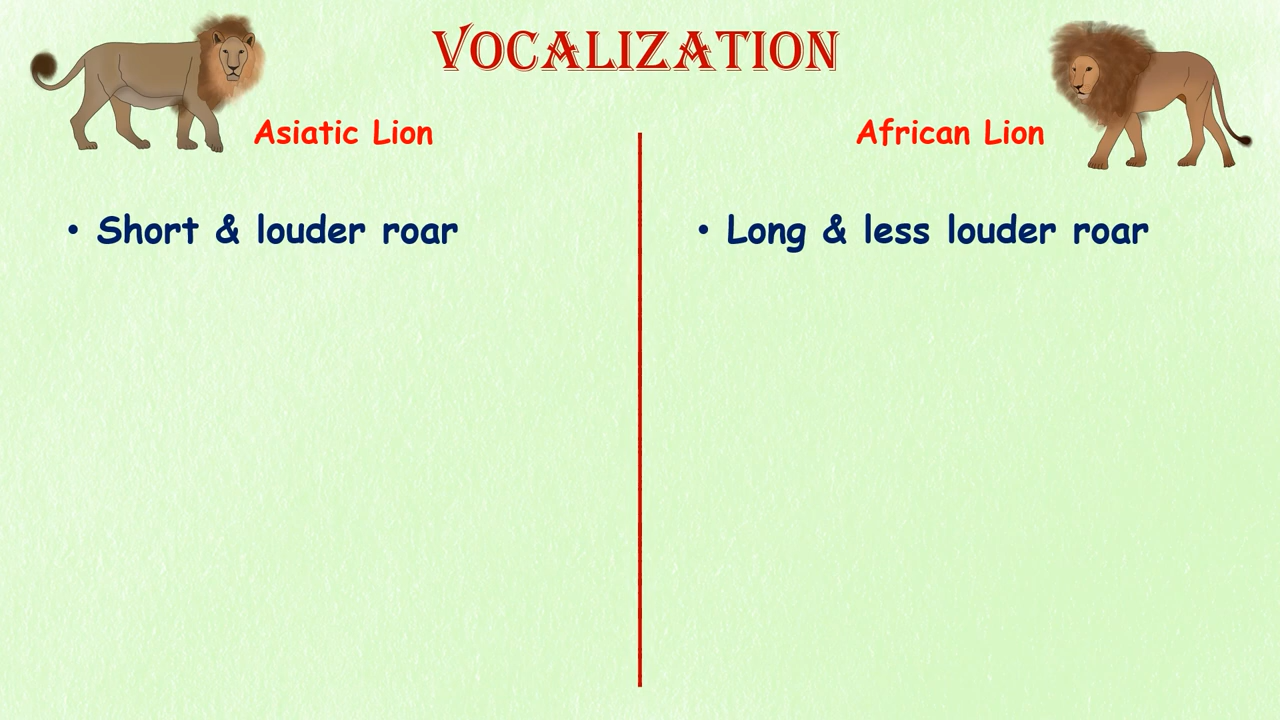 VOCALIZATION
Asiatic Lion
African Lion
• Short & louder roar
• Long & less louder roar